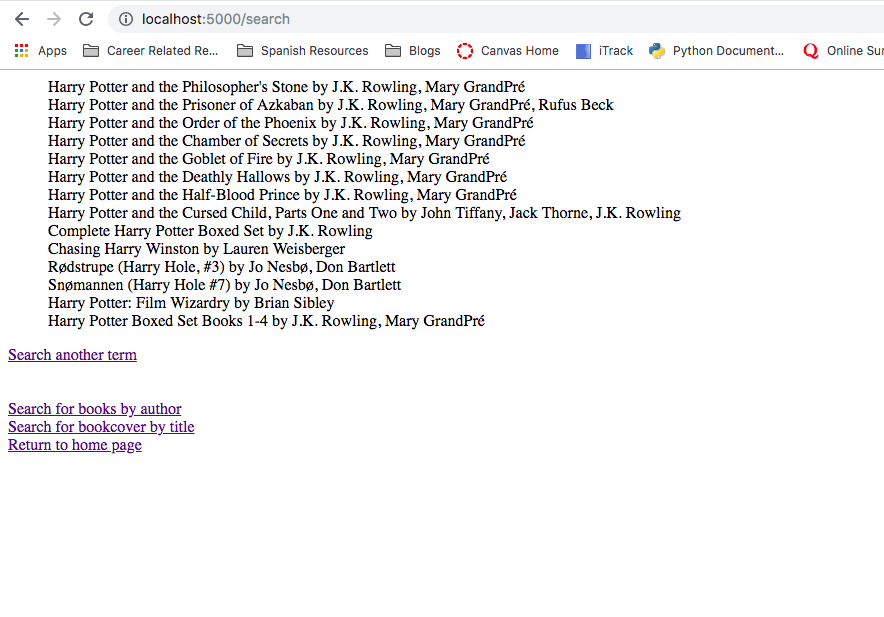 localhost:5000/search
Apps Career Related Re... Spanish Resources Blogs Canvas Home iTrack Python Document... Online Sur
Harry Potter and the Philosopher's Stone by J.K. Rowling, Mary GrandPré
Harry Potter and the Prisoner of Azkaban by J.K. Rowling, Mary GrandPré, Rufus Beck
Harry Potter and the Order of the Phoenix by J.K. Rowling, Mary GrandPré
Harry Potter and the Chamber of Secrets by J.K. Rowling, Mary GrandPré
Harry Potter and the Goblet of Fire by J.K. Rowling, Mary GrandPré
Harry Potter and the Deathly Hallows by J.K. Rowling, Mary GrandPré
Harry Potter and the Half-Blood Prince by J.K. Rowling, Mary GrandPré
Harry Potter and the Cursed Child, Parts One and Two by John Tiffany, Jack Thorne, J.K. Rowling
Complete Harry Potter Boxed Set by J.K. Rowling
Chasing Harry Winston by Lauren Weisberger
Rødstrupe (Harry Hole, #3) by Jo Nesbø, Don Bartlett
Snømannen (Harry Hole #7) by Jo Nesbø, Don Bartlett
Harry Potter: Film Wizardry by Brian Sibley
Harry Potter Boxed Set Books 1-4 by J.K. Rowling, Mary GrandPré
Search another term
Search for books by author
Search for bookcover by title
Return to home page